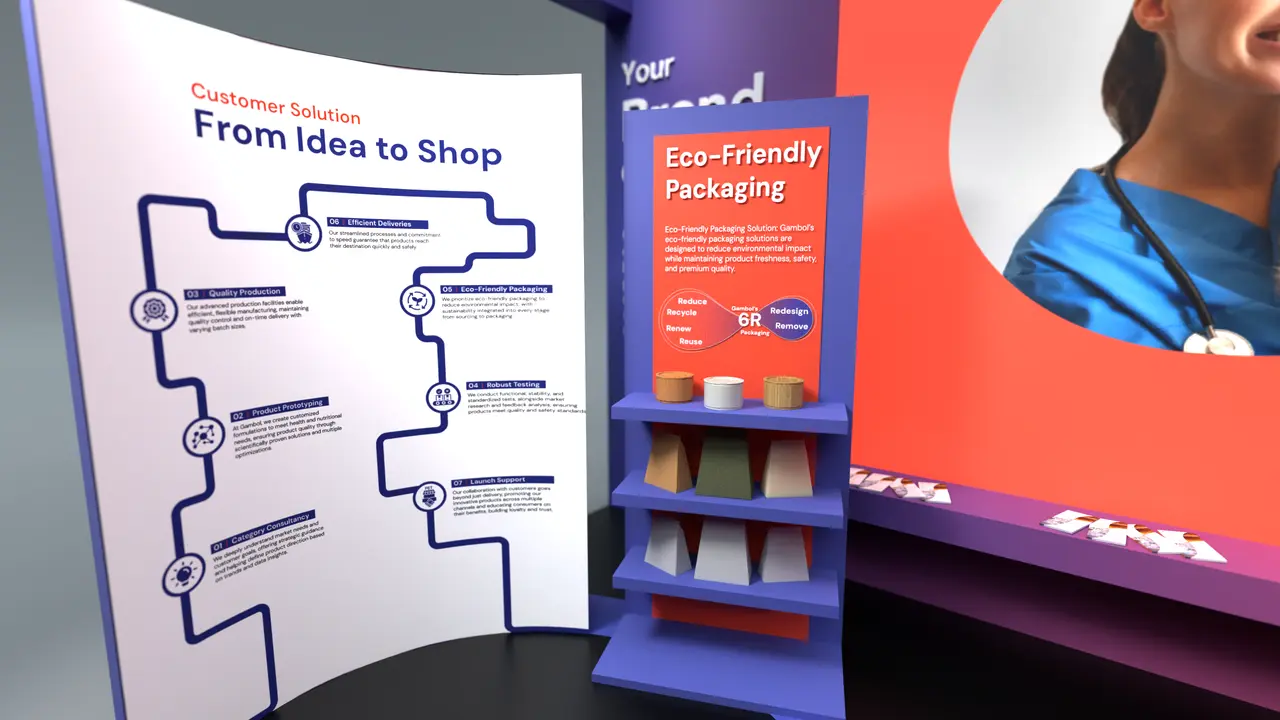 Customer Solution
From Idea to Shop
06 | Efficient Deliveries
Our streamlined processes and commitment
to speed guarantee that products reach
their destination quickly and safely
03 | Quality Production
Our advanced production facilities enable
efficient, flexible manufacturing, maintaining
quality control and on-time delivery with
varying batch sizes.
05 | Eco-Friendly Packaging
We prioritize eco-friendly packaging to
reduce environmental impact, with
sustainability integrated into every stage
from sourcing to packaging
02 | Product Prototyping
At Gambol, we create customized
formulations to meet health and nutritional
needs, ensuring product quality through
scientifically proven solutions and multiple
optimizations.
04 | Robust Testing
We conduct functional, stability, and
standardized tests, alongside market
research and feedback analysis, ensuring
products meet quality and safety standards
01 | Category Consultancy
We deeply understand market needs and
customer goals, offering strategic guidance
and helping define product direction based
on trends and data insights.
07 | Launch Support
Our collaboration with customers goes
beyond just delivery, promoting our
innovative products across multiple
channels and educating consumers on
their benefits, building loyalty and trust.
Your
Brand
Eco-Friendly
Packaging
Eco-Friendly Packaging Solution: Gambol's
eco-friendly packaging solutions are
designed to reduce environmental impact
while maintaining product freshness, safety,
and premium quality.
Reduce
Recycle
Renew
Reuse
Gambol's
6R
Packaging
Redesign
Remove